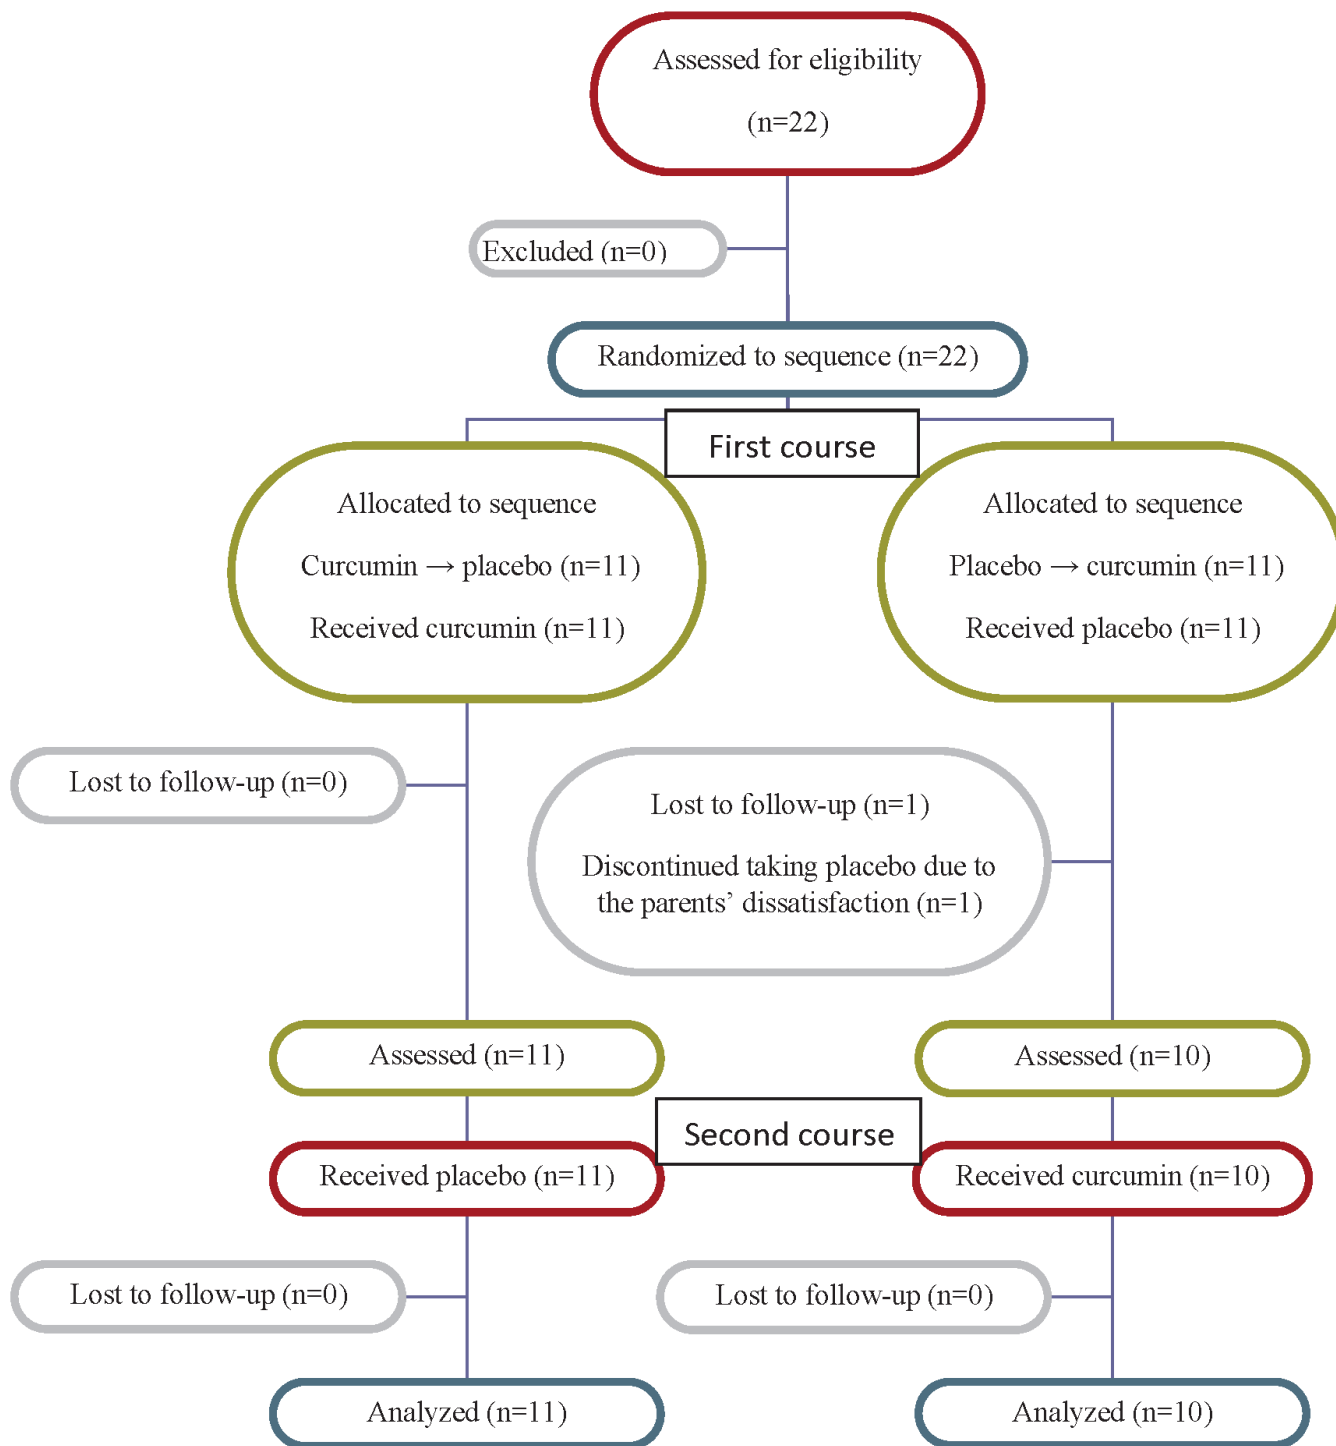 Assessed for eligibility
(n=22)
Excluded (n=0)
Randomized to sequence (n=22)
First course
Allocated to sequence
Curcumin → placebo (n=11)
Received curcumin (n=11)
Allocated to sequence
Placebo → curcumin (n=11)
Received placebo (n=11)
Lost to follow-up (n=0)
Lost to follow-up (n=1)
Discontinued taking placebo due to
the parents’ dissatisfaction (n=1)
Assessed (n=11)
Assessed (n=10)
Second course
Received placebo (n=11)
Received curcumin (n=10)
Lost to follow-up (n=0)
Lost to follow-up (n=0)
Analyzed (n=11)
Analyzed (n=10)